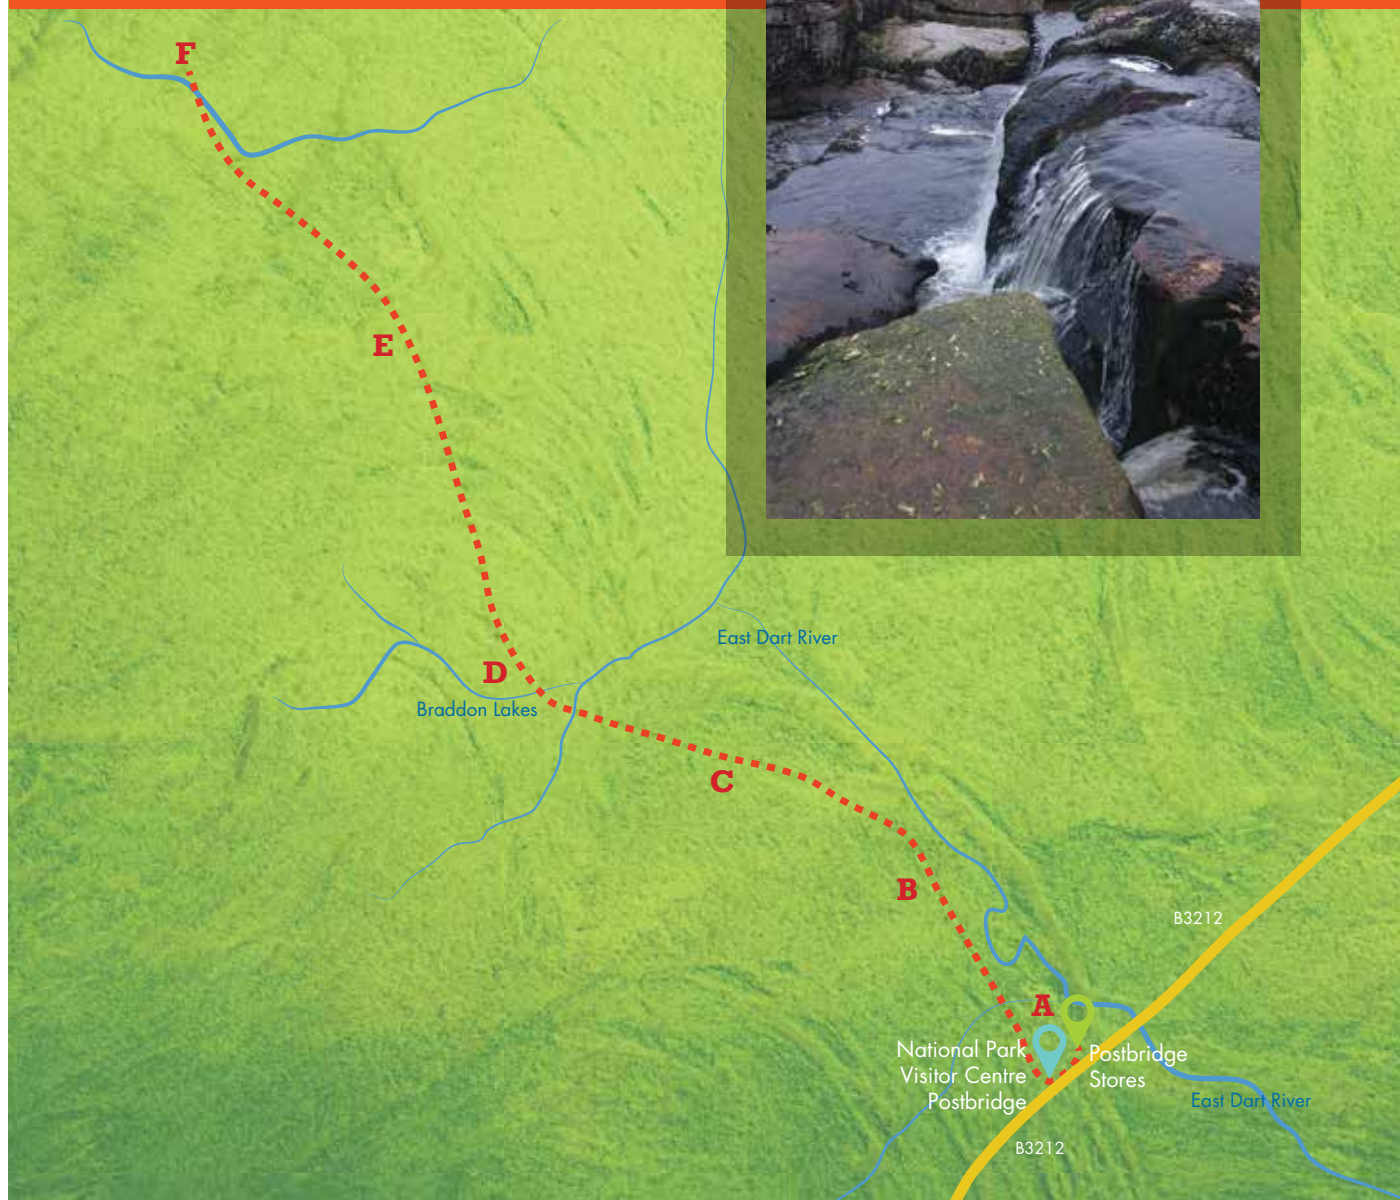 F
E
East Dart River
D
Braddon Lakes
C
B
B3212
A
National Park
Visitor Centre
Postbridge
Postbridge
Stores
East Dart River
B3212